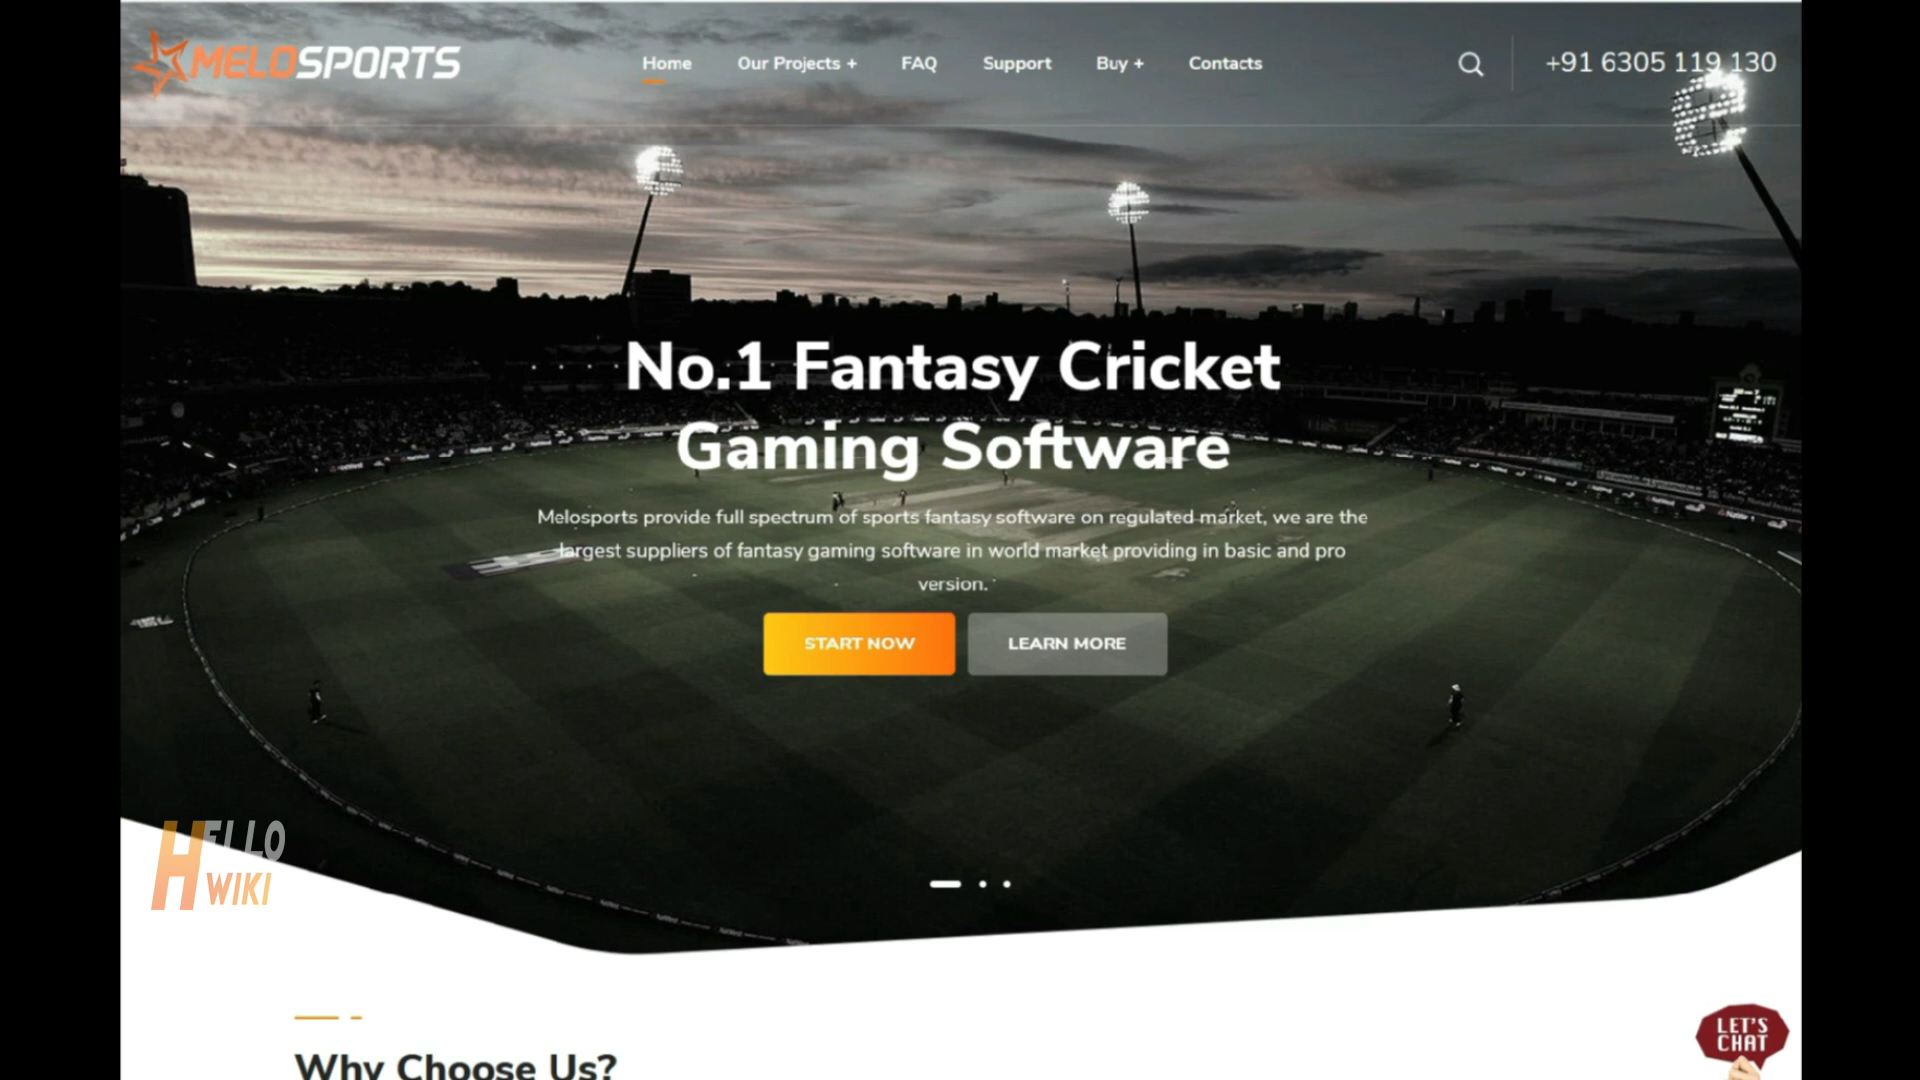 MELOSPORTS
Home
Our Projects +
FAQ
Support
Buy +
Contacts
+91 6305 119 130
No.1 Fantasy Cricket
Gaming Software
Melosports provide full spectrum of sports fantasy software on regulated market, we are the
largest suppliers of fantasy gaming software in world market providing in basic and pro
version.
START NOW
LEARN MORE
HELLO
WIKI
Why Choose Us?
LET'S
CHAT